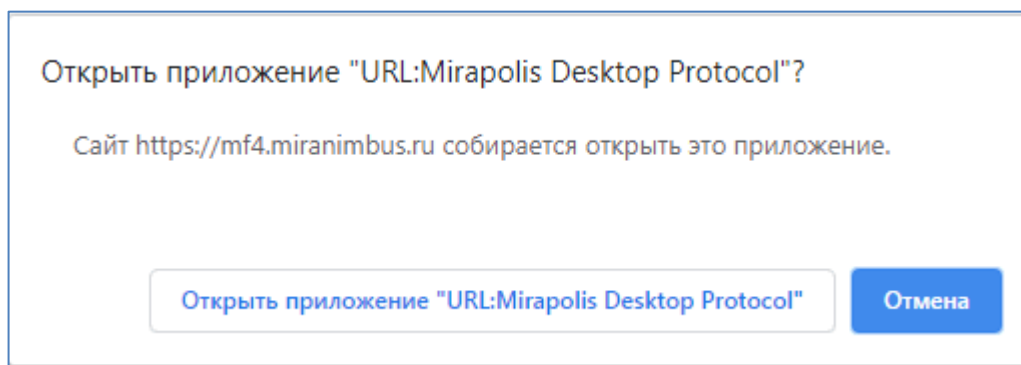 Открыть приложение "URL:Mirapolis Desktop Protocol"?
Сайт https://mf4.miranimbus.ru собирается открыть это приложение.
Открыть приложение "URL:Mirapolis Desktop Protocol"
Отмена